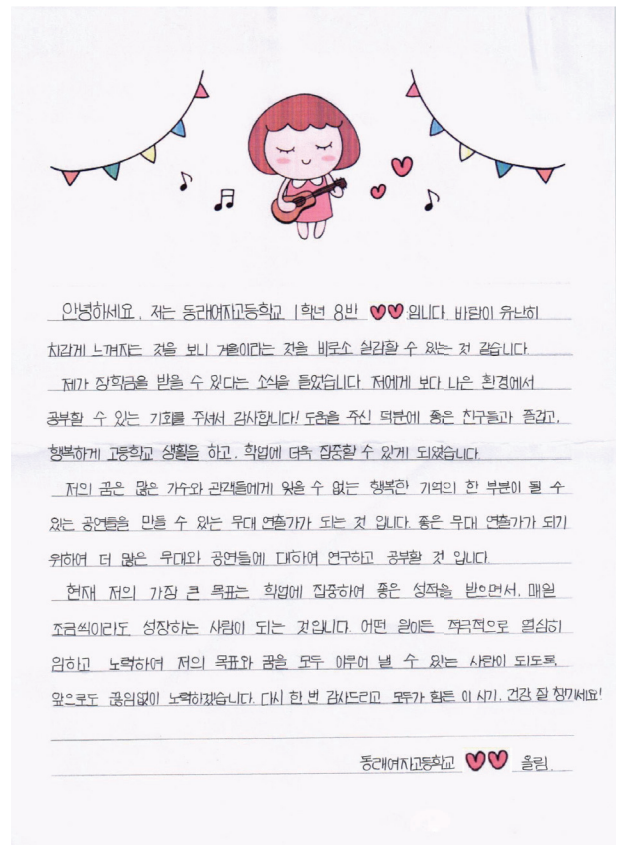 안녕하세요. 저는 동래여자고등학교 1학년 8반 ♥♥ 입니다. 바람이 유난히
차갑게 느껴지는 것을 보니 겨울이라는 것을 비로소 실감할 수 있는 것 같습니다.
제가 장학금을 받을 수 있다는 소식을 들었습니다. 저에게 보다 나은 환경에서
공부할 수 있는 기회를 주셔서 감사합니다! 도움을 주신 덕분에 좋은 친구들과 즐겁고,
행복하게 고등학교 생활을 하고, 학업에 더욱 집중할 수 있게 되었습니다.
저의 꿈은 많은 가수와 관객들에게 잊을 수 없는 행복한 기억의 한 부분이 될 수
있는 공연들을 만들 수 있는 무대 연출가가 되는 것 입니다. 좋은 무대 연출가가 되기
위하여 더 많은 무대와 공연들에 대하여 연구하고 공부할 것 입니다.
현재 저의 가장 큰 목표는 학업에 집중하여 좋은 성적을 받으면서, 매일
조금씩이라도 성장하는 사람이 되는 것입니다. 어떤 일이든 적극적으로 열심히
임하고 노력하여 저의 목표와 꿈을 모두 이루어 낼 수 있는 사람이 되도록
앞으로도 끊임없이 노력하겠습니다. 다시 한 번 감사드리고 모두가 힘든 이 시기, 건강 잘 챙기세요!
동래여자고등학교 ♥♥ 올림.